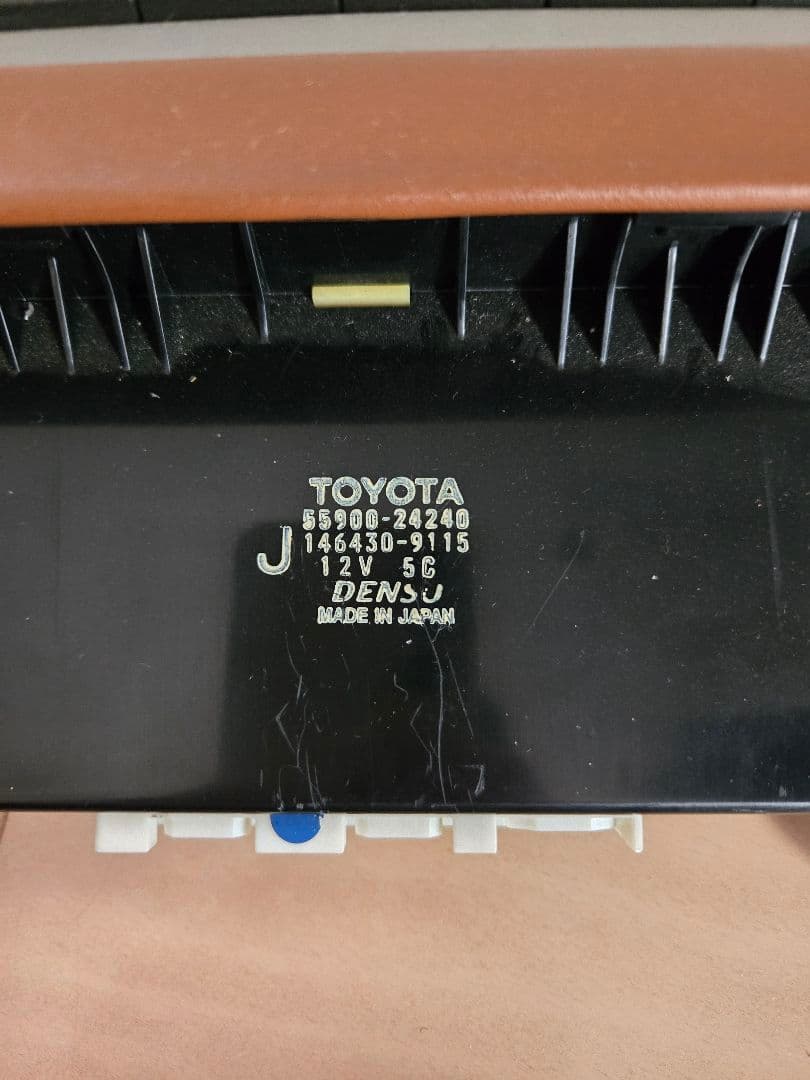 TOYOTA
55900-24240
J 146430-9115
12V 5C
DENSO
MADE IN JAPAN